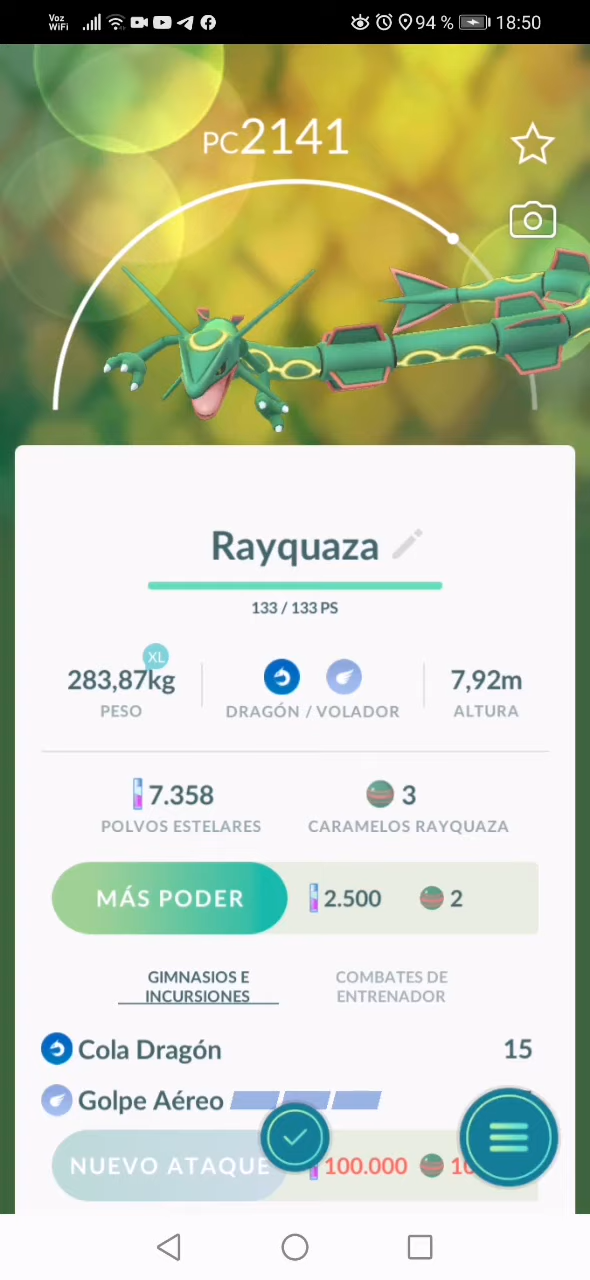 Voz WiFi 94 % 18:50
PC2141
Rayquaza
133 / 133 PS
XL
283,87kg 7,92m
PESO DRAGÓN / VOLADOR ALTURA
7.358 3
POLVOS ESTELARES CARAMELOS RAYQUAZA
MÁS PODER 2.500 2
GIMNASIOS E INCURSIONES COMBATES DE ENTRENADOR
Cola Dragón 15
Golpe Aéreo
NUEVO ATAQUE 100.000